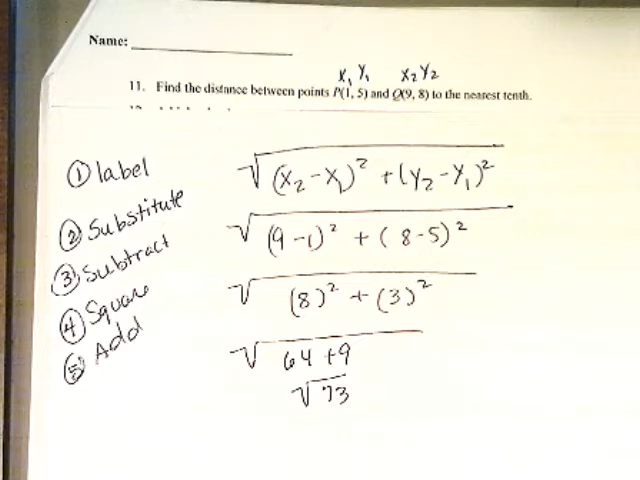 Name:
X₁ Y₁ X₂ Y₂
11. Find the distance between points P(1, 5) and Q(9, 8) to the nearest tenth.
① label
② Substitute
③ Subtract
④ Square
⑤ Add
√(X₂-X₁)² + (Y₂-Y₁)²
√(9-1)² + (8-5)²
√(8)² + (3)²
√64+9
√73